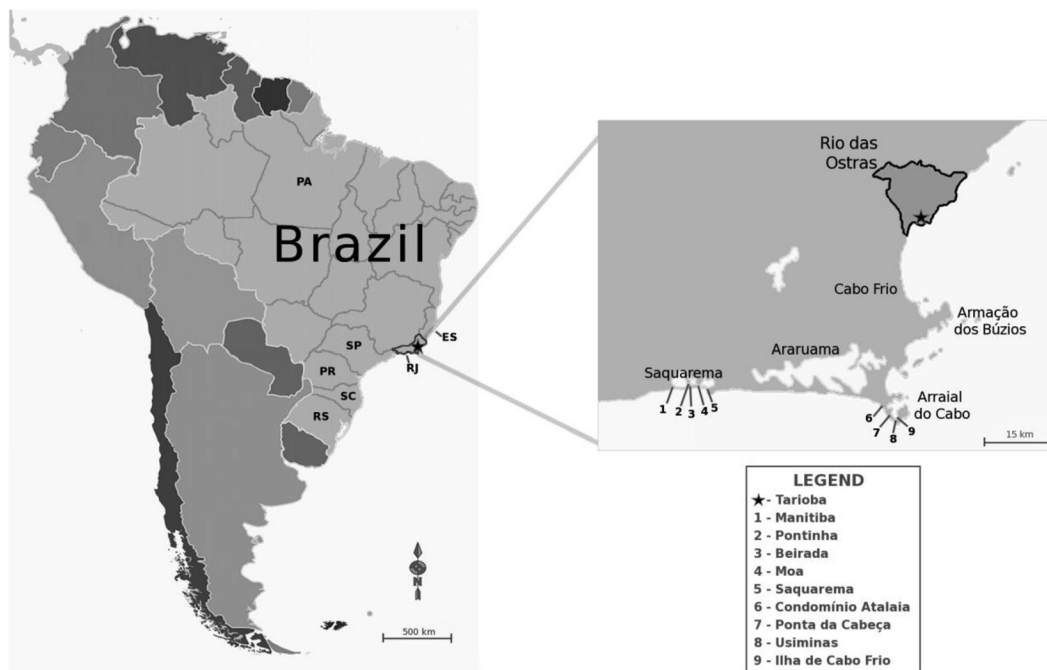 PA
Brazil
ES
SP
RJ
PR
SC
RS
N
500 km
Rio das
Ostras
Cabo Frio
Armação
dos Búzios
Araruama
Saquarema
Arraial
do Cabo
1 2 3 4 5
6 7 8 9
15 km
LEGEND
★- Tarioba
1 - Manitiba
2 - Pontinha
3 - Beirada
4 - Moa
5 - Saquarema
6 - Condomínio Atalaia
7 - Ponta da Cabeça
8 - Usiminas
9 - Ilha de Cabo Frio